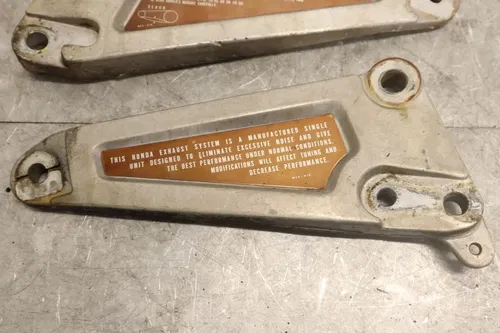 THIS HONDA EXHAUST SYSTEM IS A MANUFACTURED SINGLE
UNIT DESIGNED TO ELIMINATE EXCESSIVE NOISE AND GIVE
THE BEST PERFORMANCE UNDER NORMAL CONDITIONS.
MODIFICATIONS WILL AFFECT TUNING AND
DECREASE PERFORMANCE.